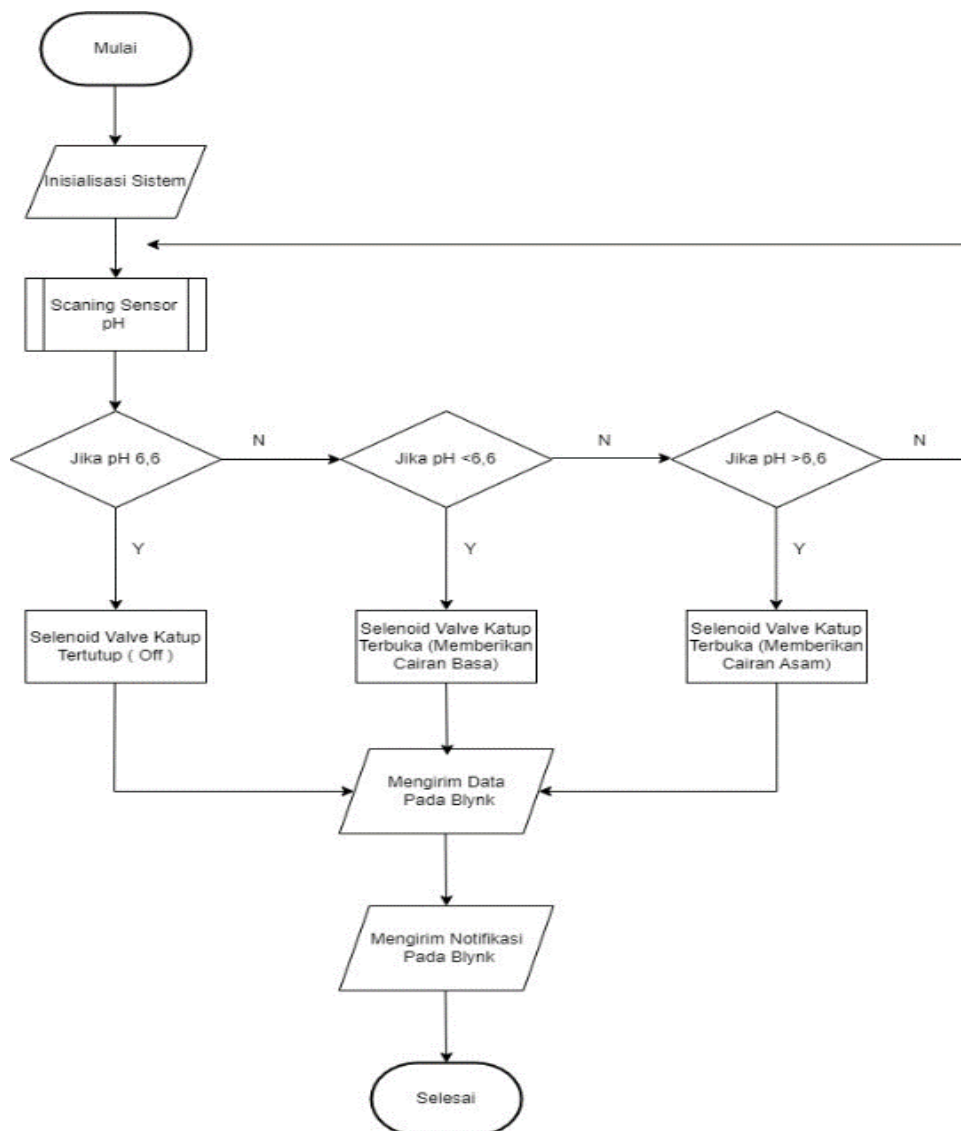 Mulai
Inisialisasi Sistem
Scaning Sensor
pH
Jika pH 6,6
N
Jika pH <6,6
N
Jika pH >6,6
N
Y
Y
Y
Selenoid Valve Katup
Tertutup ( Off )
Selenoid Valve Katup
Terbuka (Memberikan
Cairan Basa)
Selenoid Valve Katup
Terbuka (Memberikan
Cairan Asam)
Mengirim Data
Pada Blynk
Mengirim Notifikasi
Pada Blynk
Selesai